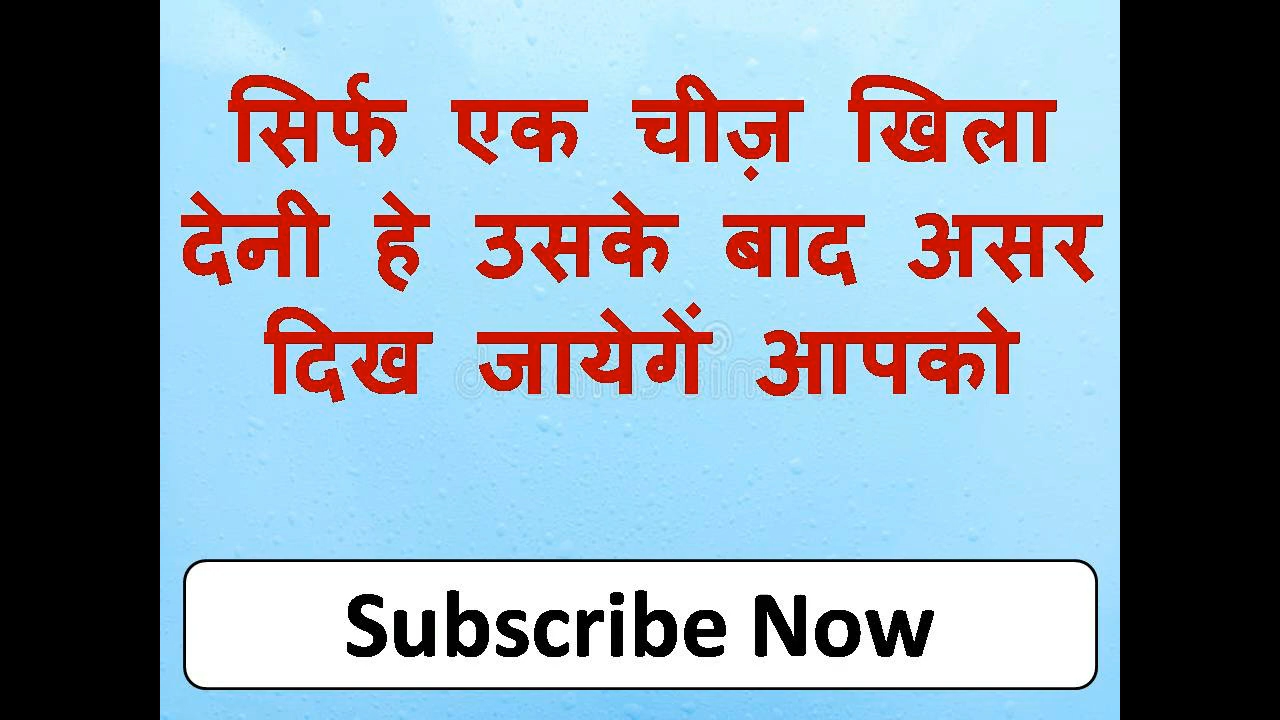 सिर्फ एक चीज़ खिला
देनी हे उसके बाद असर
दिख जायेगें आपको
Subscribe Now